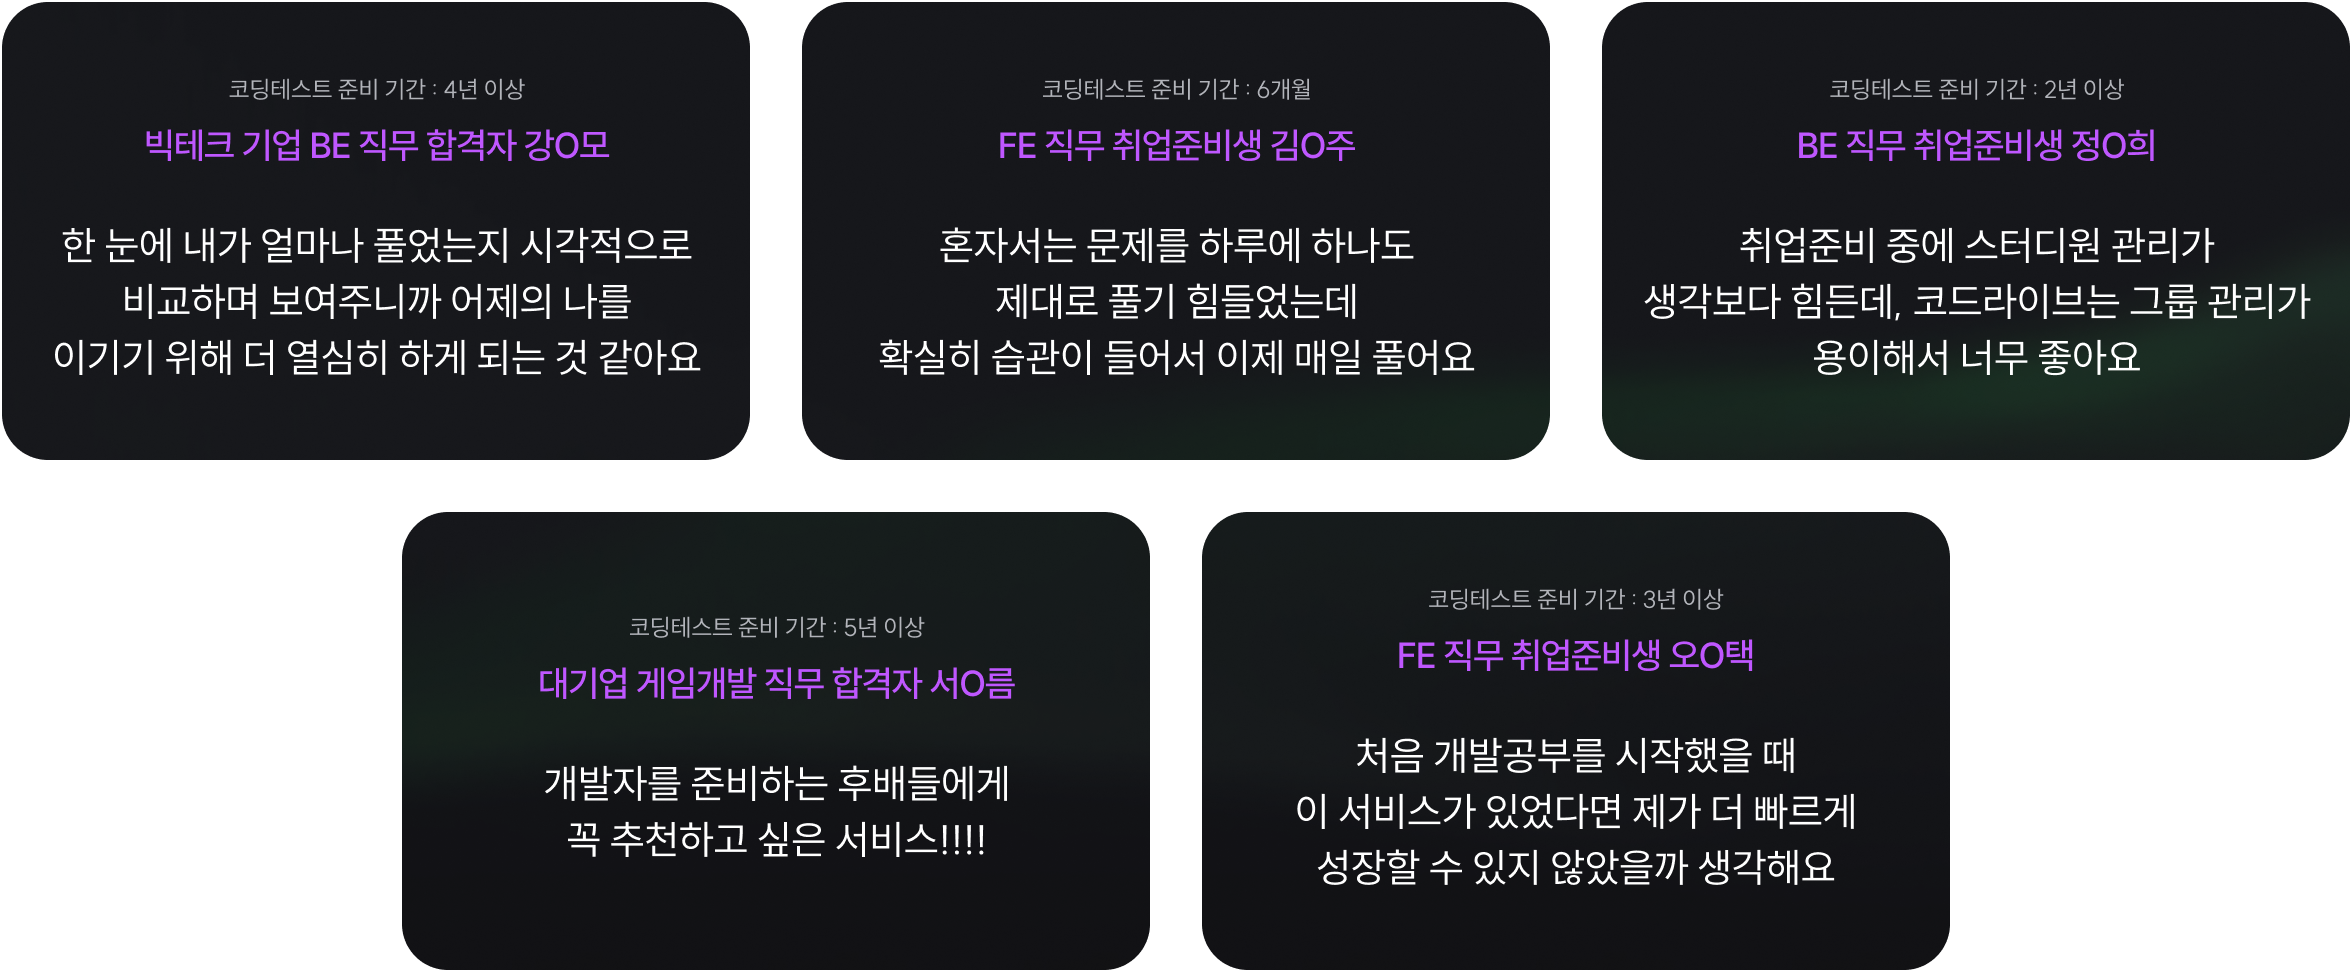 코딩테스트 준비 기간 : 4년 이상
빅테크 기업 BE 직무 합격자 강O모
한 눈에 내가 얼마나 풀었는지 시각적으로
비교하며 보여주니까 어제의 나를
이기기 위해 더 열심히 하게 되는 것 같아요
코딩테스트 준비 기간 : 6개월
FE 직무 취업준비생 김O주
혼자서는 문제를 하루에 하나도
제대로 풀기 힘들었는데
확실히 습관이 들어서 이제 매일 풀어요
코딩테스트 준비 기간 : 2년 이상
BE 직무 취업준비생 정O희
취업준비 중에 스터디원 관리가
생각보다 힘든데, 코드라이브는 그룹 관리가
용이해서 너무 좋아요
코딩테스트 준비 기간 : 5년 이상
대기업 게임개발 직무 합격자 서O름
개발자를 준비하는 후배들에게
꼭 추천하고 싶은 서비스!!!!
코딩테스트 준비 기간 : 3년 이상
FE 직무 취업준비생 오O택
처음 개발공부를 시작했을 때
이 서비스가 있었다면 제가 더 빠르게
성장할 수 있지 않았을까 생각해요